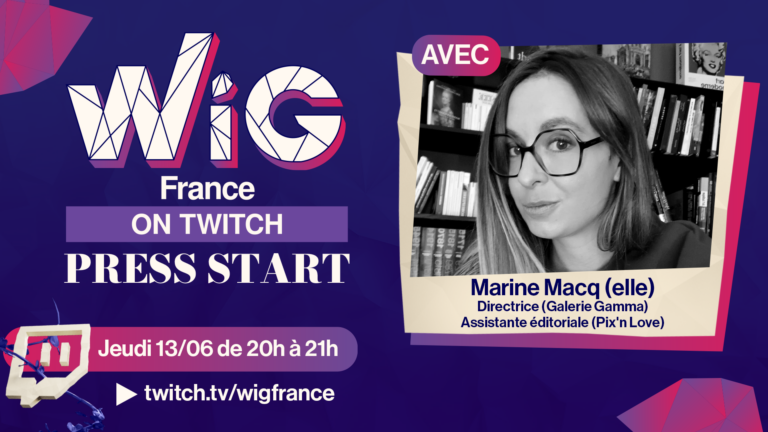 WiG
France
ON TWITCH
PRESS START
Jeudi 13/06 de 20h à 21h
twitch.tv/wigfrance
AVEC
Marine Macq (elle)
Directrice (Galerie Gamma)
Assistante éditoriale (Pix'n Love)